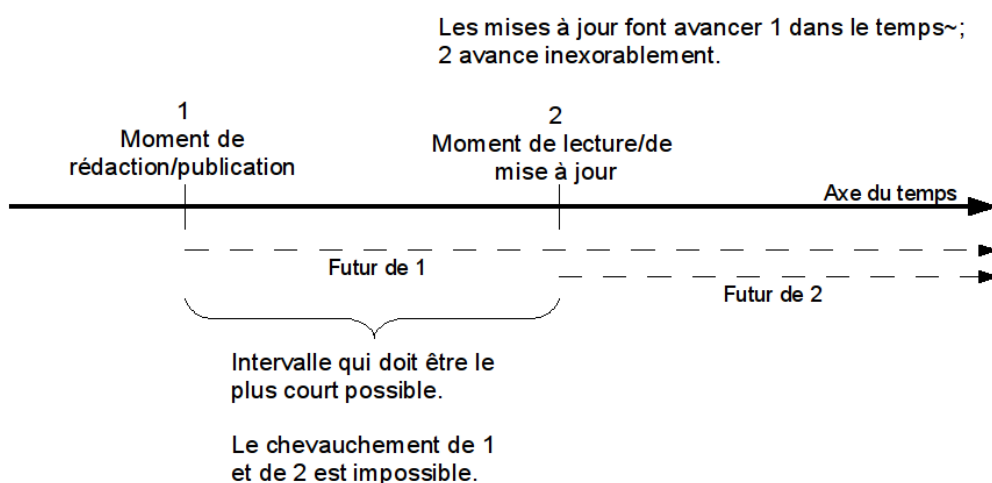 Les mises à jour font avancer 1 dans le temps~;
2 avance inexorablement.
1
Moment de
rédaction/publication
2
Moment de lecture/de
mise à jour
Axe du temps
Futur de 1
Futur de 2
Intervalle qui doit être le
plus court possible.
Le chevauchement de 1
et de 2 est impossible.